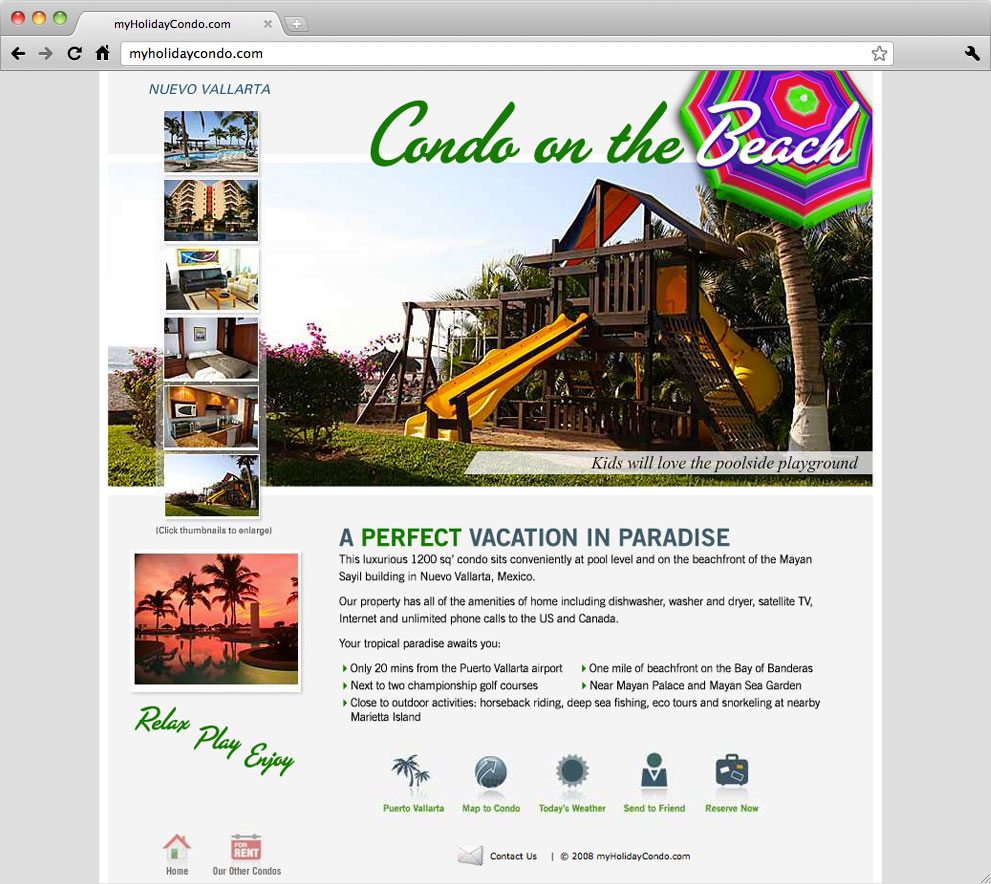 myHolidayCondo.com
myholidaycondo.com
NUEVO VALLARTA
Condo on the Beach
Kids will love the poolside playground
(Click thumbnails to enlarge)
A PERFECT VACATION IN PARADISE
This luxurious 1200 sq' condo sits conveniently at pool level and on the beachfront of the Mayan
Sayil building in Nuevo Vallarta, Mexico.
Our property has all of the amenities of home including dishwasher, washer and dryer, satellite TV,
Internet and unlimited phone calls to the US and Canada.
Your tropical paradise awaits you:
Only 20 mins from the Puerto Vallarta airport
One mile of beachfront on the Bay of Banderas
Next to two championship golf courses
Near Mayan Palace and Mayan Sea Garden
Close to outdoor activities: horseback riding, deep sea fishing, eco tours and snorkeling at nearby
Marietta Island
Relax
Play
Enjoy
Puerto Vallarta
Map to Condo
Today's Weather
Send to Friend
Reserve Now
FOR
RENT
Home
Our Other Condos
Contact Us | © 2008 myHolidayCondo.com